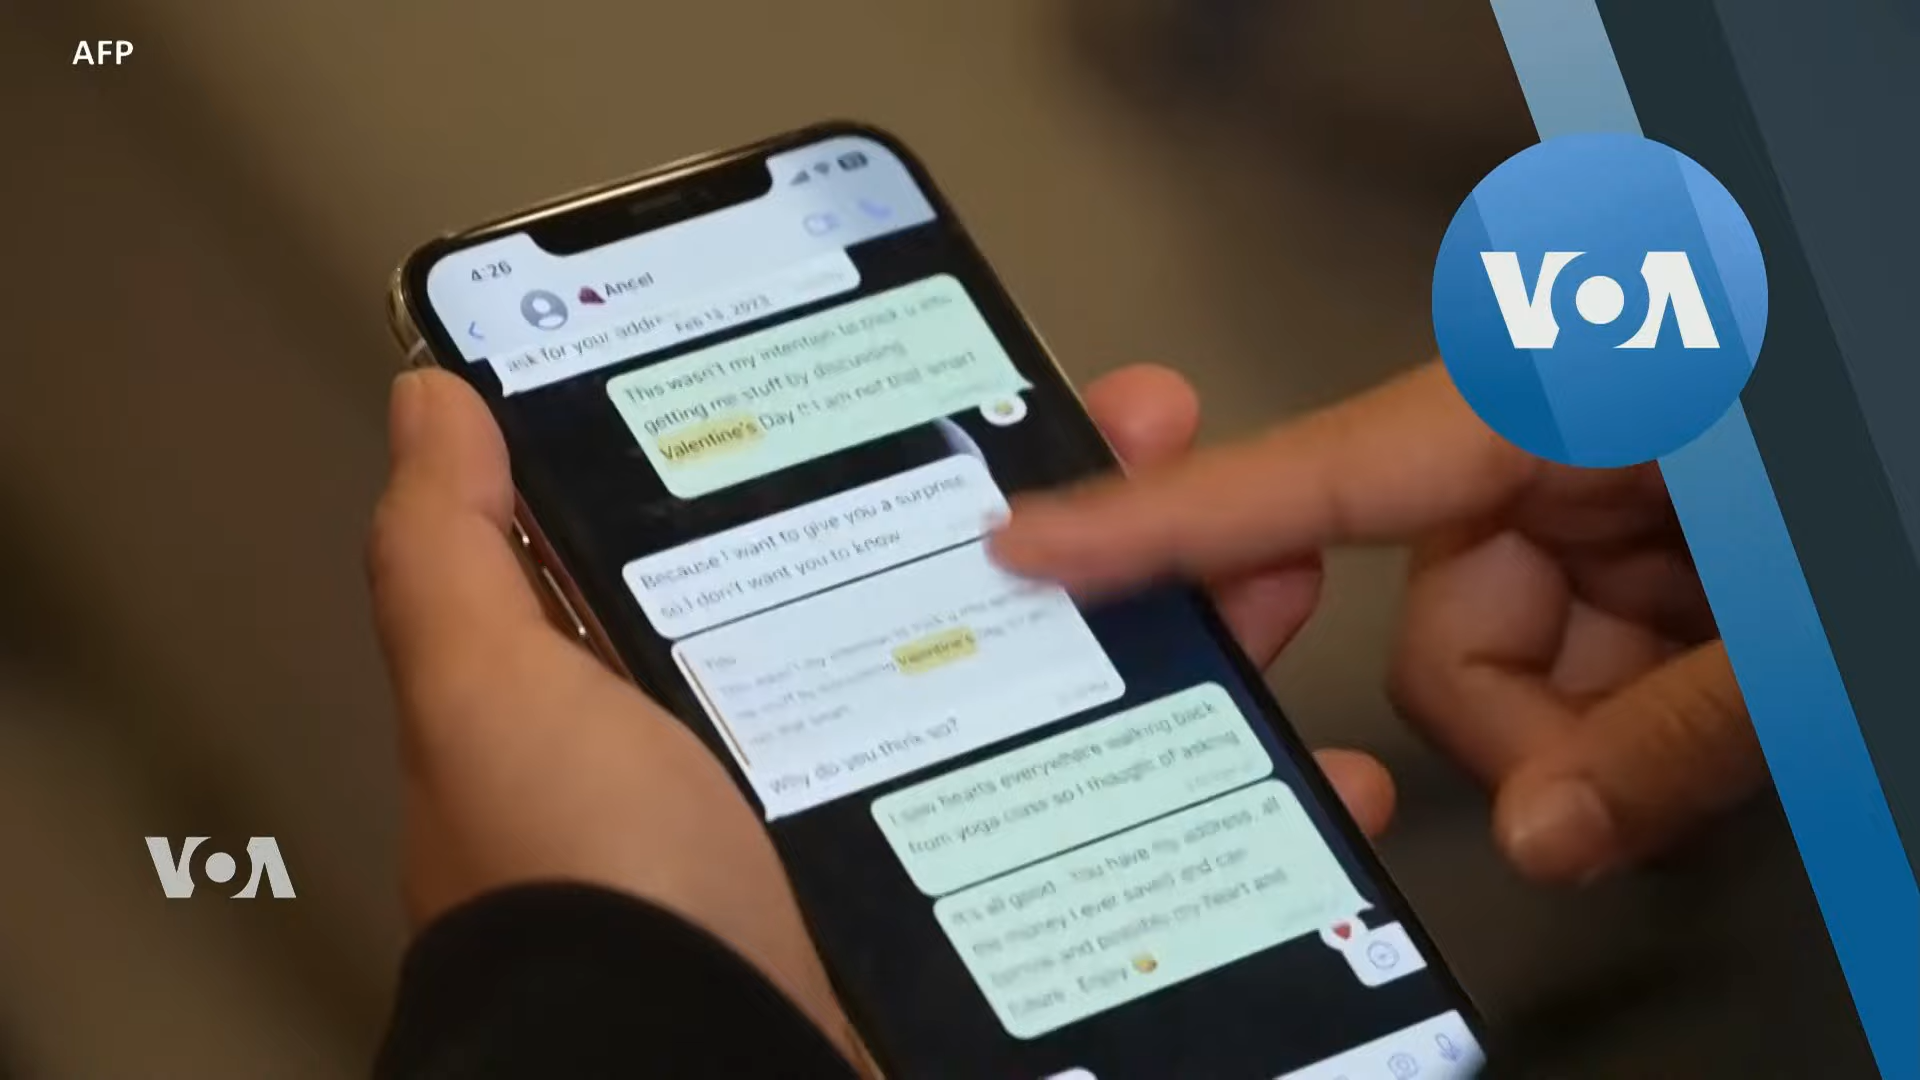 AFP
VOA
4:26
Ancel
ask for your addre
Feb 14, 2023
This wasn't my intention to trick u into
getting me stuff by discussing
Valentine's Day !! I am not that smart
Because I want to give you a surprise
so I don't want you to know
You
Valentine's
Why do you think so?
I saw hearts everywhere walking back
from yoga class so I thought of asking
It's all good. You have my address, all
the money I ever saved and can
and possibly my heart and
future. Enjoy
VOA